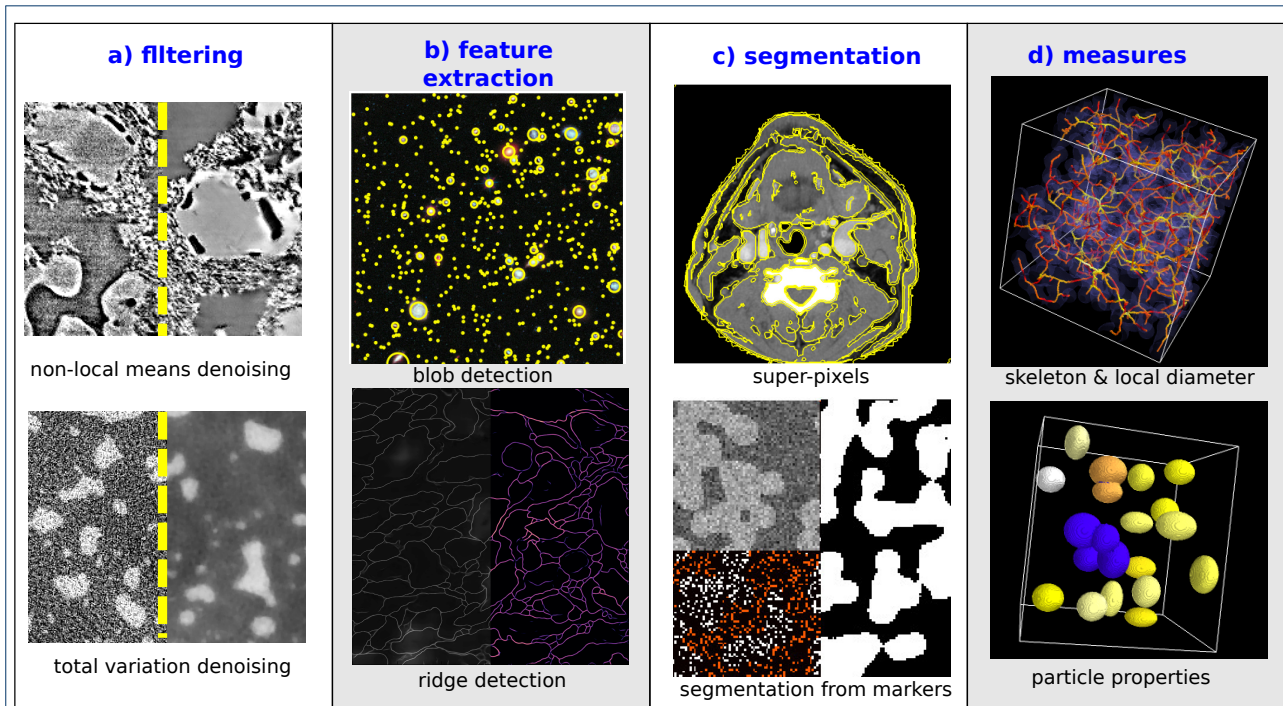 a) filtering
non-local means denoising
total variation denoising
b) feature
extraction
blob detection
ridge detection
c) segmentation
super-pixels
segmentation from markers
d) measures
skeleton & local diameter
particle properties